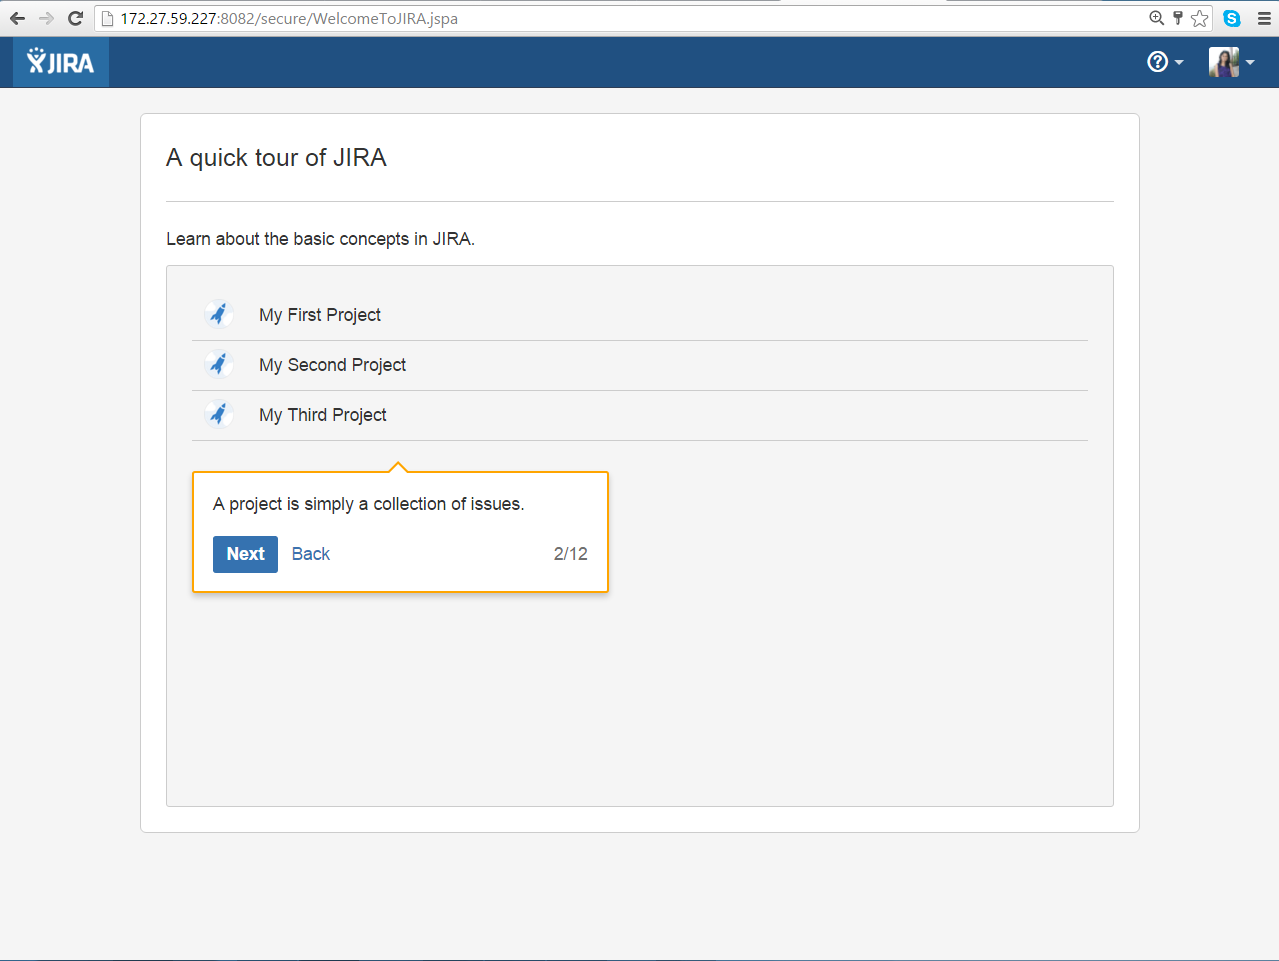 172.27.59.227:8082/secure/WelcomeToJIRA.jspa
JIRA
A quick tour of JIRA
Learn about the basic concepts in JIRA.
My First Project
My Second Project
My Third Project
A project is simply a collection of issues.
Next Back 2/12